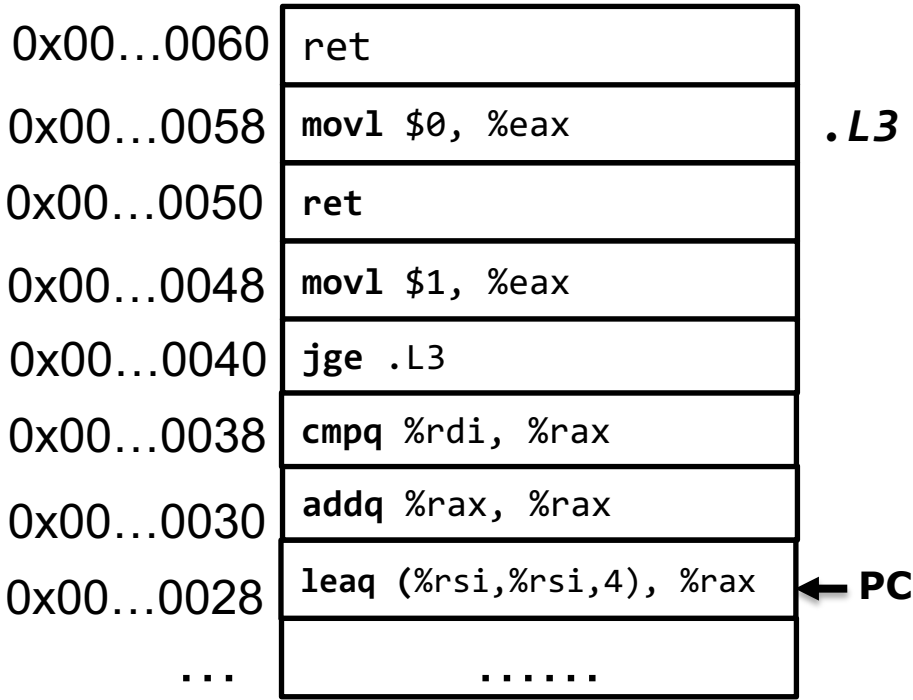 0x00…0060 ret
0x00…0058 movl $0, %eax .L3
0x00…0050 ret
0x00…0048 movl $1, %eax
0x00…0040 jge .L3
0x00…0038 cmpq %rdi, %rax
0x00…0030 addq %rax, %rax
0x00…0028 leaq (%rsi,%rsi,4), %rax PC
... ......